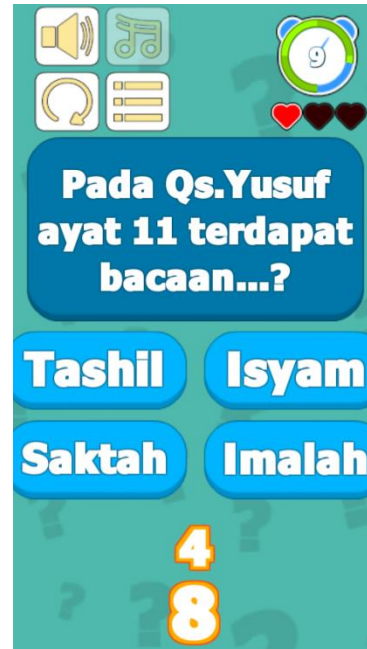 9
Pada Qs.Yusuf
ayat 11 terdapat
bacaan...?
Tashil
Isyam
Saktah
Imalah
4
8